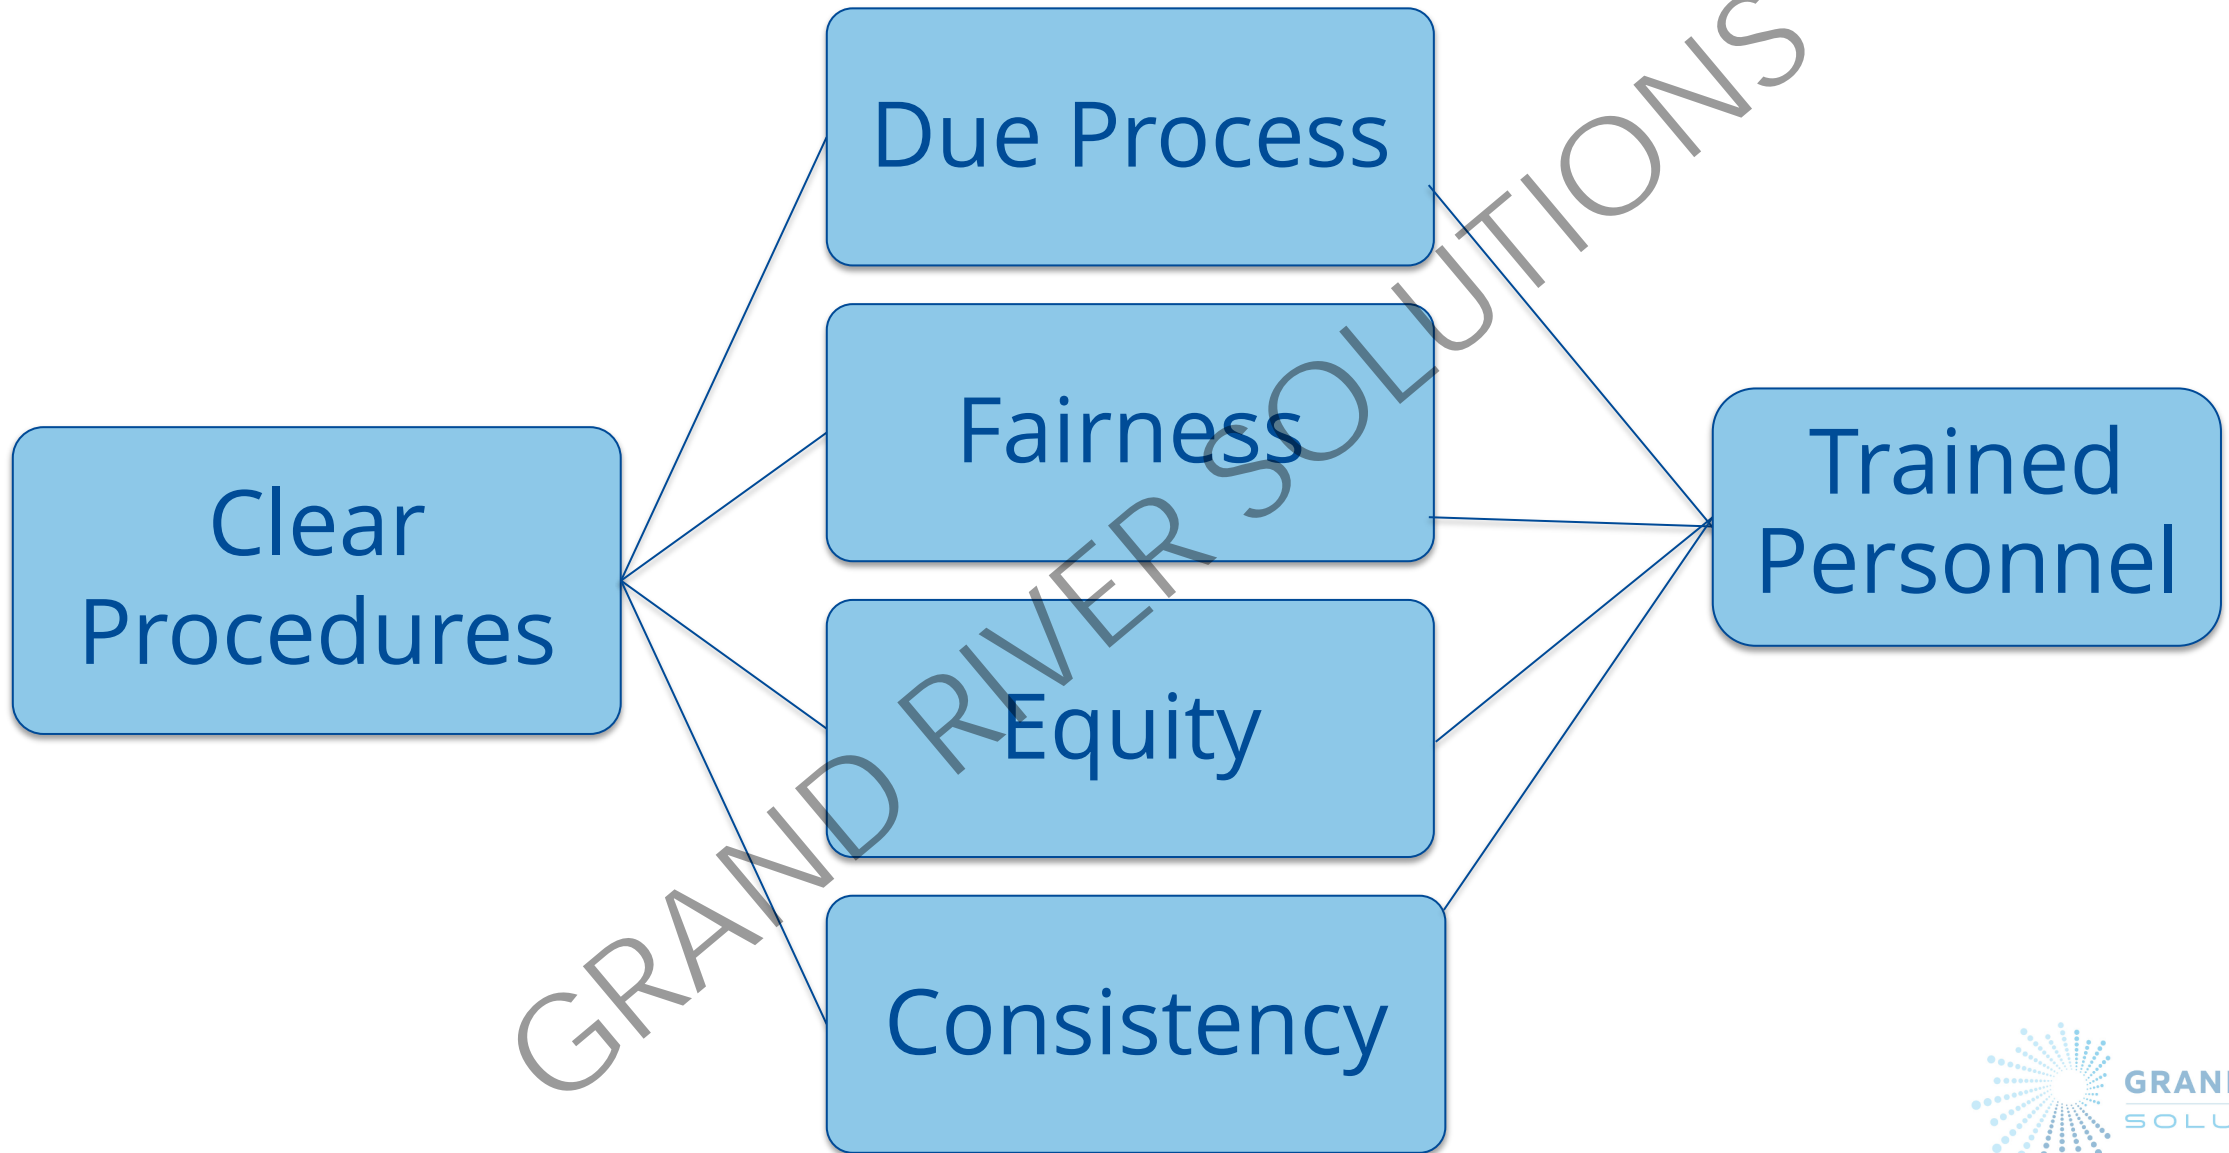 Clear
Procedures
Due Process
Fairness
Equity
Consistency
Trained
Personnel
GRAND RIVER SOLUTIONS